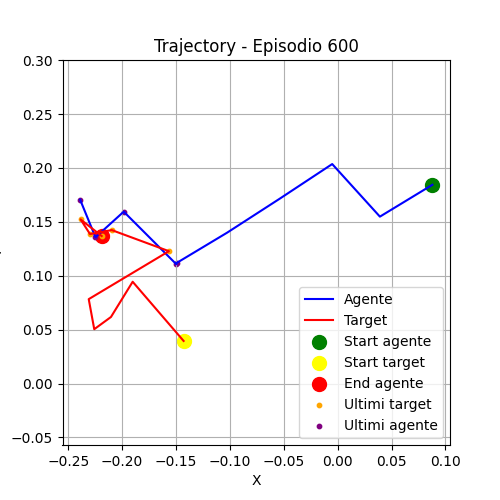 Trajectory - Episodio 600
0.30
0.25
0.20
0.15
0.10
0.05
0.00
−0.05
−0.25 −0.20 −0.15 −0.10 −0.05 0.00 0.05 0.10
X
Agente
Target
Start agente
Start target
End agente
Ultimi target
Ultimi agente